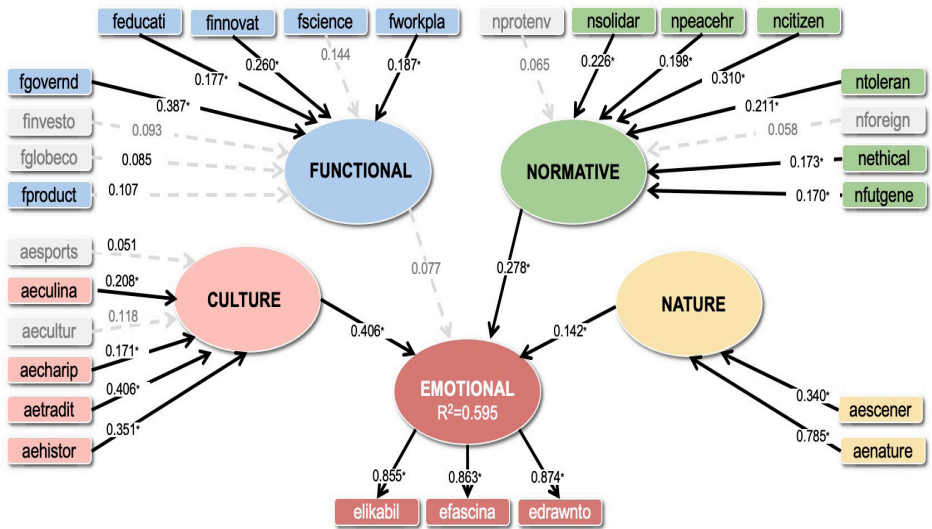 feducati
finnovat
fscience
fworkpla
nprotenv
nsolidar
npeacehr
ncitizen
0.177*
0.260*
0.144
0.187*
0.065
0.226*
0.198*
0.310*
fgovernd
0.387*
finvesto
0.093
fglobeco
0.085
fproduct
0.107
FUNCTIONAL
NORMATIVE
0.211*
ntoleran
0.058
nforeign
0.173*
nethical
0.170*
nfutgene
aesports
0.051
aeculina
0.208*
aecultur
0.118
aecharip
0.171*
aetradit
0.406*
aehistor
0.351*
CULTURE
0.077
0.278*
NATURE
0.406*
0.142*
EMOTIONAL
R²=0.595
0.340*
aescener
0.785*
aenature
0.855*
0.863*
0.874*
elikabil
efascina
edrawnto